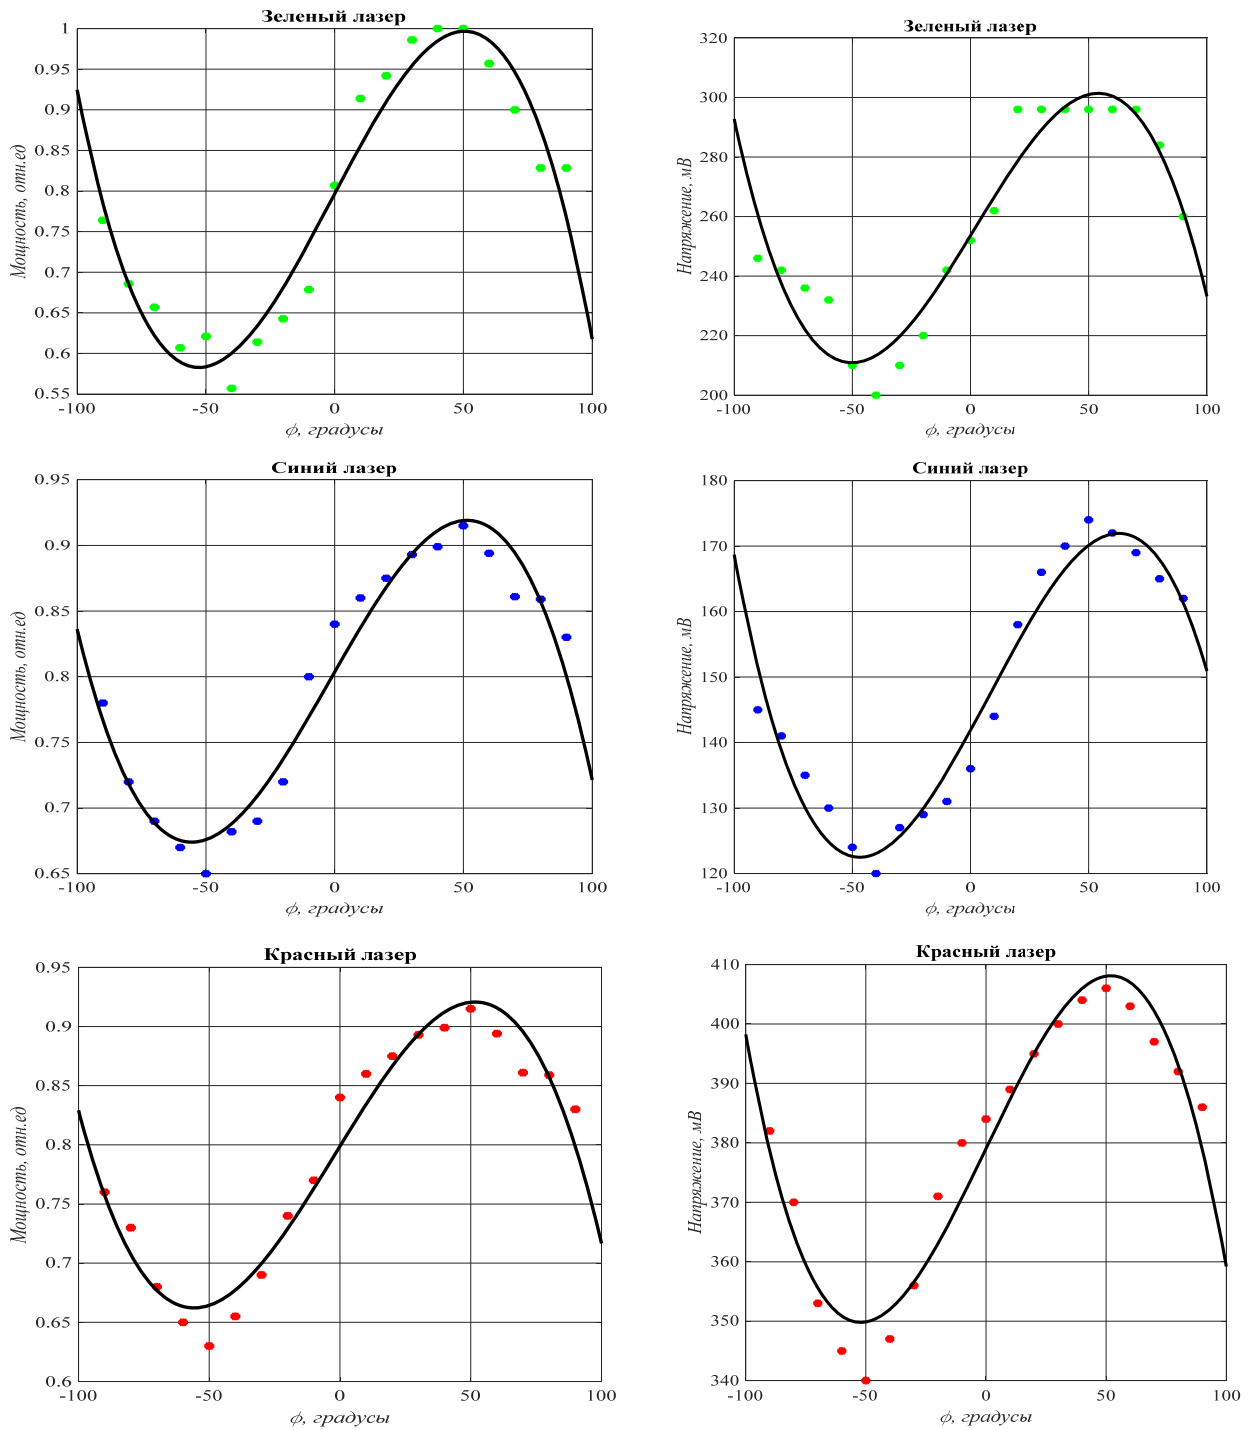 Зеленый лазер
1
0.95
0.9
0.85
0.8
0.75
0.7
0.65
0.6
0.55
Мощность, отн.ед
-100 -50 0 50 100
ϕ, градусы
Зеленый лазер
320
300
280
260
240
220
200
Напряжение, мВ
-100 -50 0 50 100
ϕ, градусы
Синий лазер
0.95
0.9
0.85
0.8
0.75
0.7
0.65
Мощность, отн.ед
-100 -50 0 50 100
ϕ, градусы
Синий лазер
180
170
160
150
140
130
120
Напряжение, мВ
-100 -50 0 50 100
ϕ, градусы
Красный лазер
0.95
0.9
0.85
0.8
0.75
0.7
0.65
0.6
Мощность, отн.ед
-100 -50 0 50 100
ϕ, градусы
Красный лазер
410
400
390
380
370
360
350
340
Напряжение, мВ
-100 -50 0 50 100
ϕ, градусы